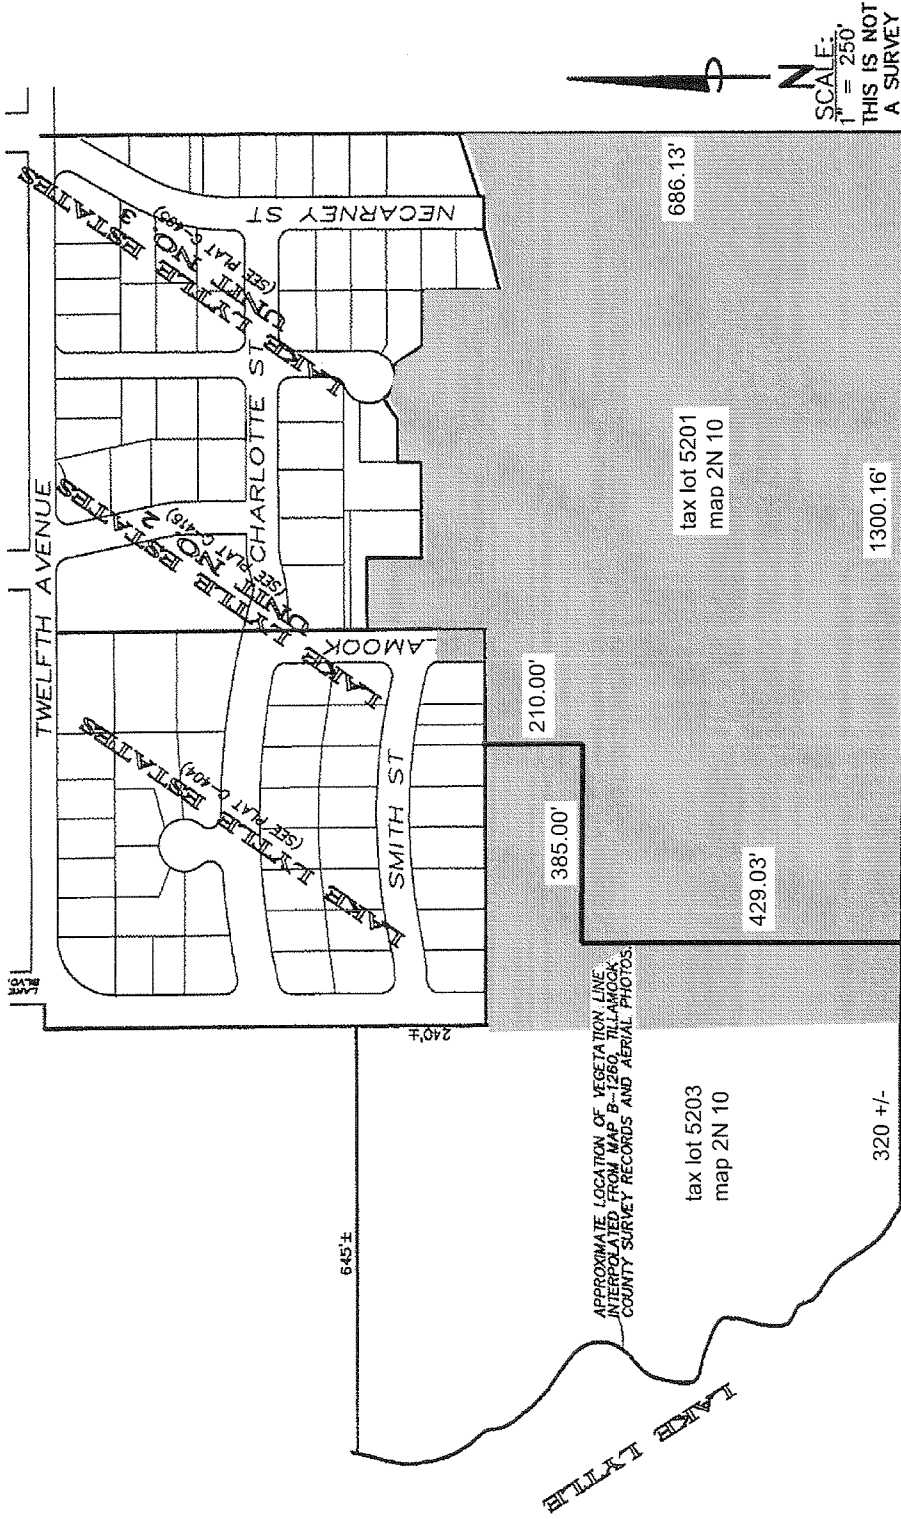 TWELFTH AVENUE
LAKE
BLVD.
LAKE LYTLE ESTATES
(SEE PLAT C-404)
LAKE LYTLE ESTATES
UNIT NO. 2
(SEE PLAT C-416)
LAKE LYTLE ESTATES
UNIT NO. 3
(SEE PLAT C-495)
CHARLOTTE ST
NECARNEY ST
LAMOOK
SMITH ST
240'±
645'±
210.00'
385.00'
429.03'
686.13'
1300.16'
320 +/-
tax lot 5201
map 2N 10
tax lot 5203
map 2N 10
APPROXIMATE LOCATION OF VEGETATION LINE
INTERPOLATED FROM MAP B-1260, TILLAMOOK
COUNTY SURVEY RECORDS AND AERIAL PHOTOS.
LAKE LYTLE
N
SCALE:
1" = 250'
THIS IS NOT
A SURVEY